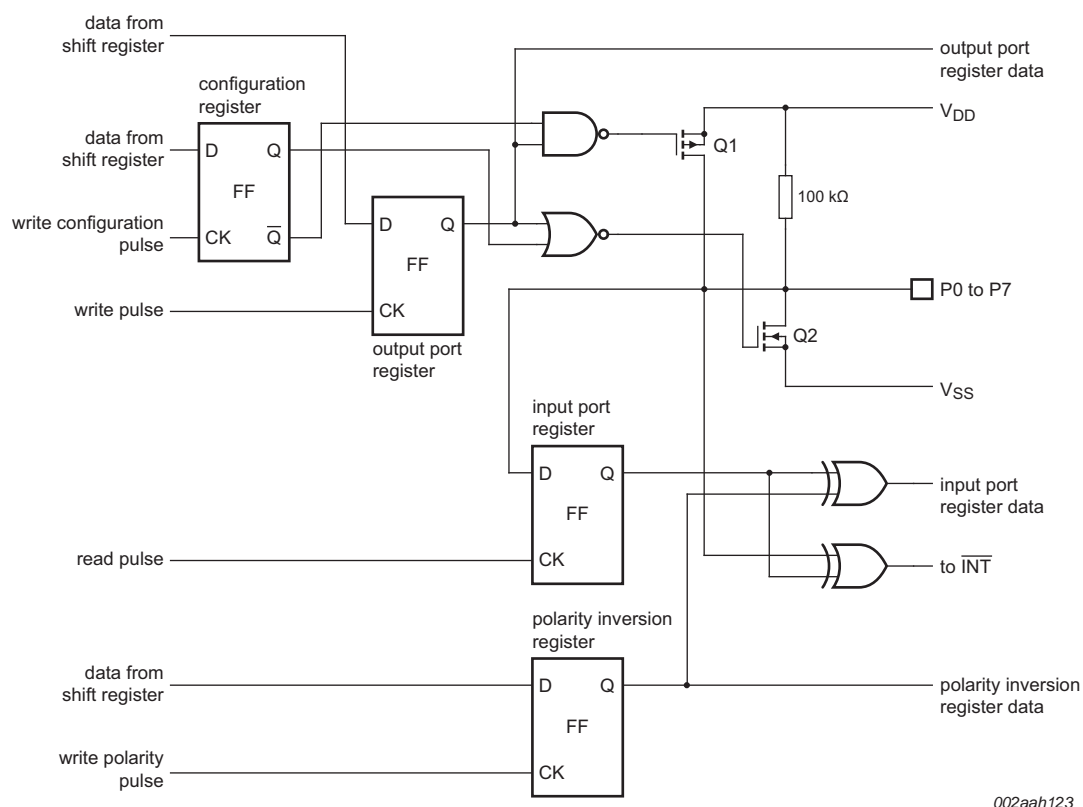 data from
shift register
output port
register data
configuration
register
V_DD
data from
shift register
D
Q
FF
Q1
100 kΩ
write configuration
pulse
CK
Q̅
D
Q
FF
P0 to P7
write pulse
CK
Q2
output port
register
V_SS
input port
register
D
Q
FF
input port
register data
read pulse
CK
to I̅N̅T̅
polarity inversion
register
data from
shift register
D
Q
FF
polarity inversion
register data
write polarity
pulse
CK
002aah123